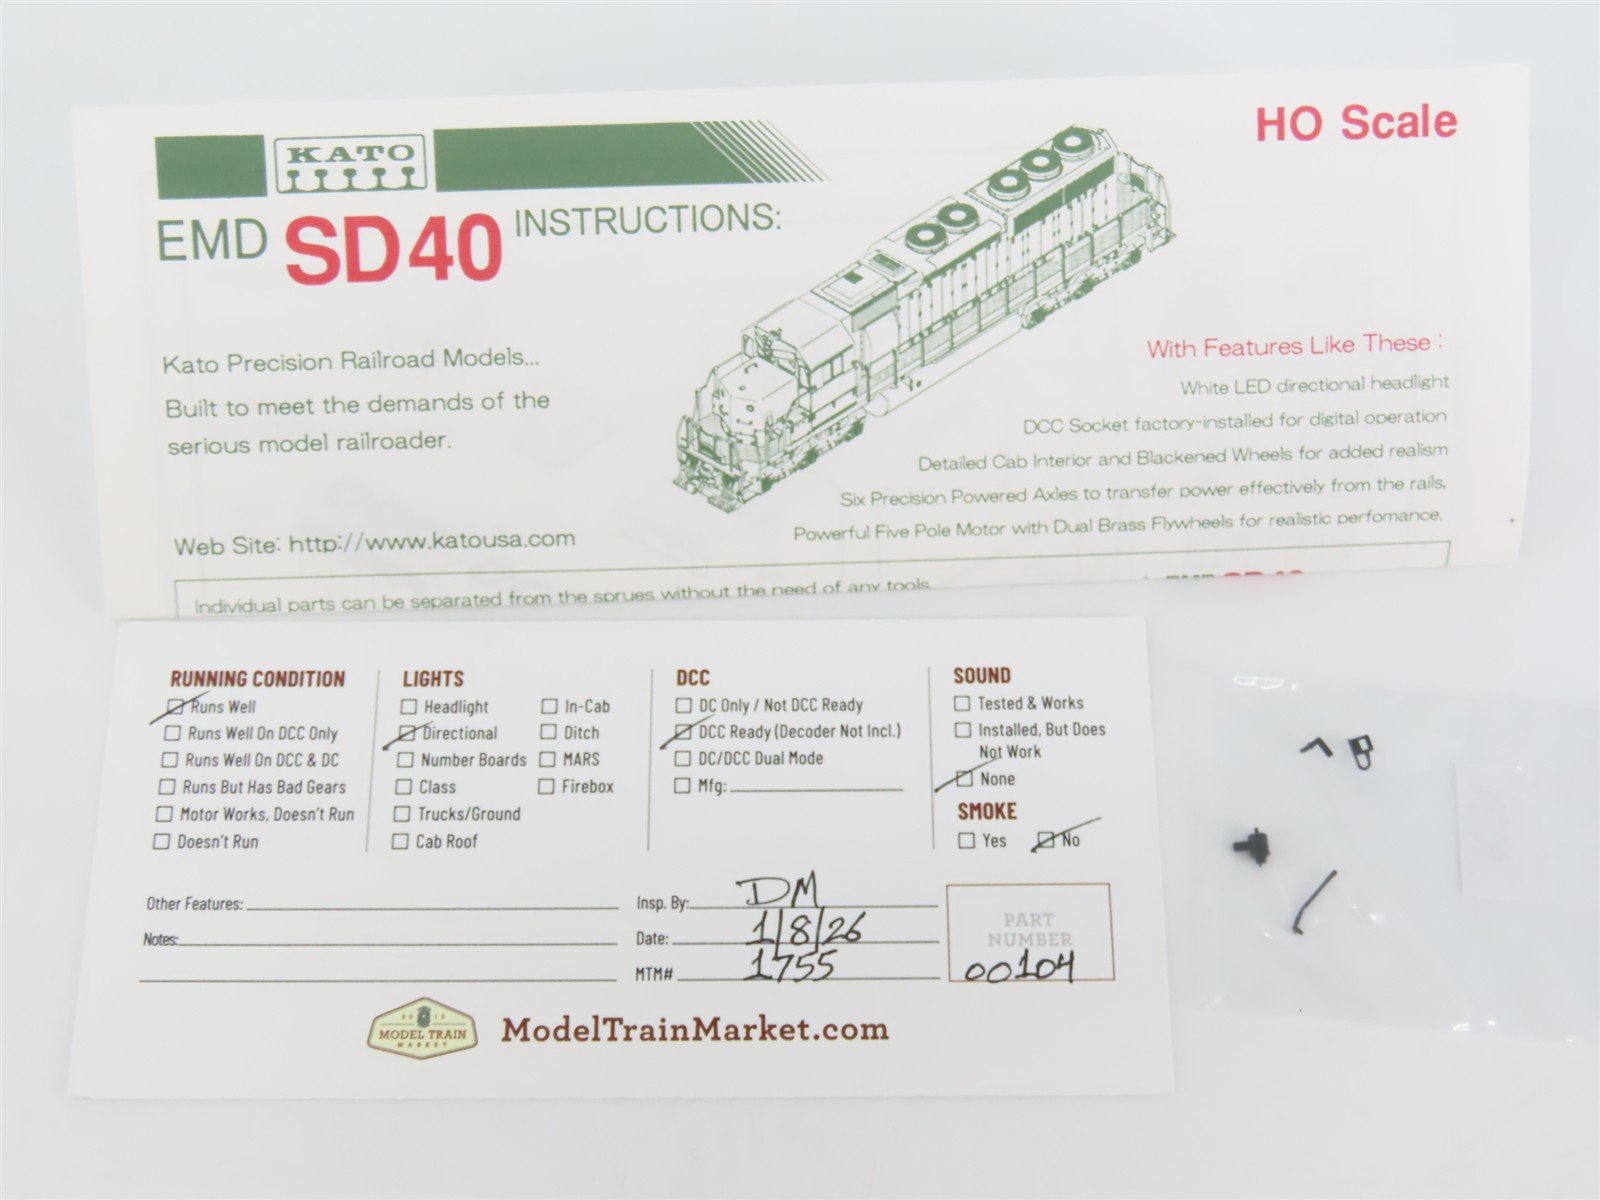 KATO
HO Scale
EMD SD40 INSTRUCTIONS:
Kato Precision Railroad Models...
Built to meet the demands of the
serious model railroader.
Web Site: http://www.katousa.com
With Features Like These :
White LED directional headlight
DCC Socket factory-installed for digital operation
Detailed Cab Interior and Blackened Wheels for added realism
Six Precision Powered Axles to transfer power effectively from the rails.
Powerful Five Pole Motor with Dual Brass Flywheels for realistic perfomance.
Individual parts can be separated from the sprues without the need of any tools
RUNNING CONDITION
Runs Well
Runs Well On DCC Only
Runs Well On DCC & DC
Runs But Has Bad Gears
Motor Works, Doesn't Run
Doesn't Run
LIGHTS
Headlight
Directional
Number Boards
Class
Trucks/Ground
Cab Roof
In-Cab
Ditch
MARS
Firebox
DCC
DC Only / Not DCC Ready
DCC Ready (Decoder Not Incl.)
DC/DCC Dual Mode
Mfg:
SOUND
Tested & Works
Installed, But Does
Not Work
None
SMOKE
Yes No
Other Features:
Notes:
Insp. By: DM
Date: 1/8/26
MTM# 1755
PART
NUMBER
00104
2015
MODEL TRAIN
MARKET
ModelTrainMarket.com